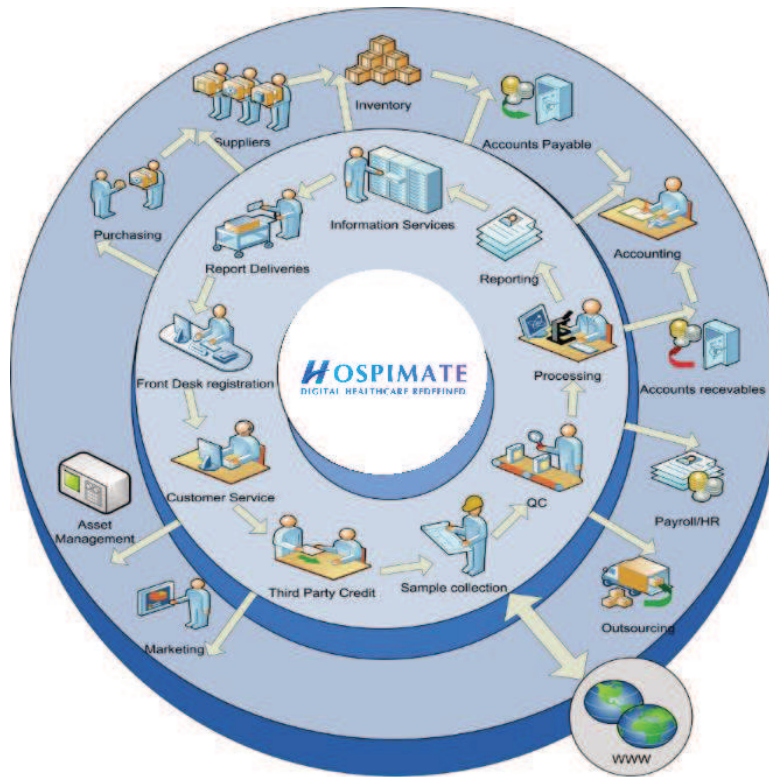 Inventory
Suppliers
Accounts Payable
Purchasing
Information Services
Accounting
Report Deliveries
Reporting
HOSPIMATE
DIGITAL HEALTHCARE REDEFINED
Front Desk registration
Processing
Accounts recevables
Customer Service
QC
Asset
Management
Payroll/HR
Third Party Credit
Sample collection
Outsourcing
Marketing
WWW